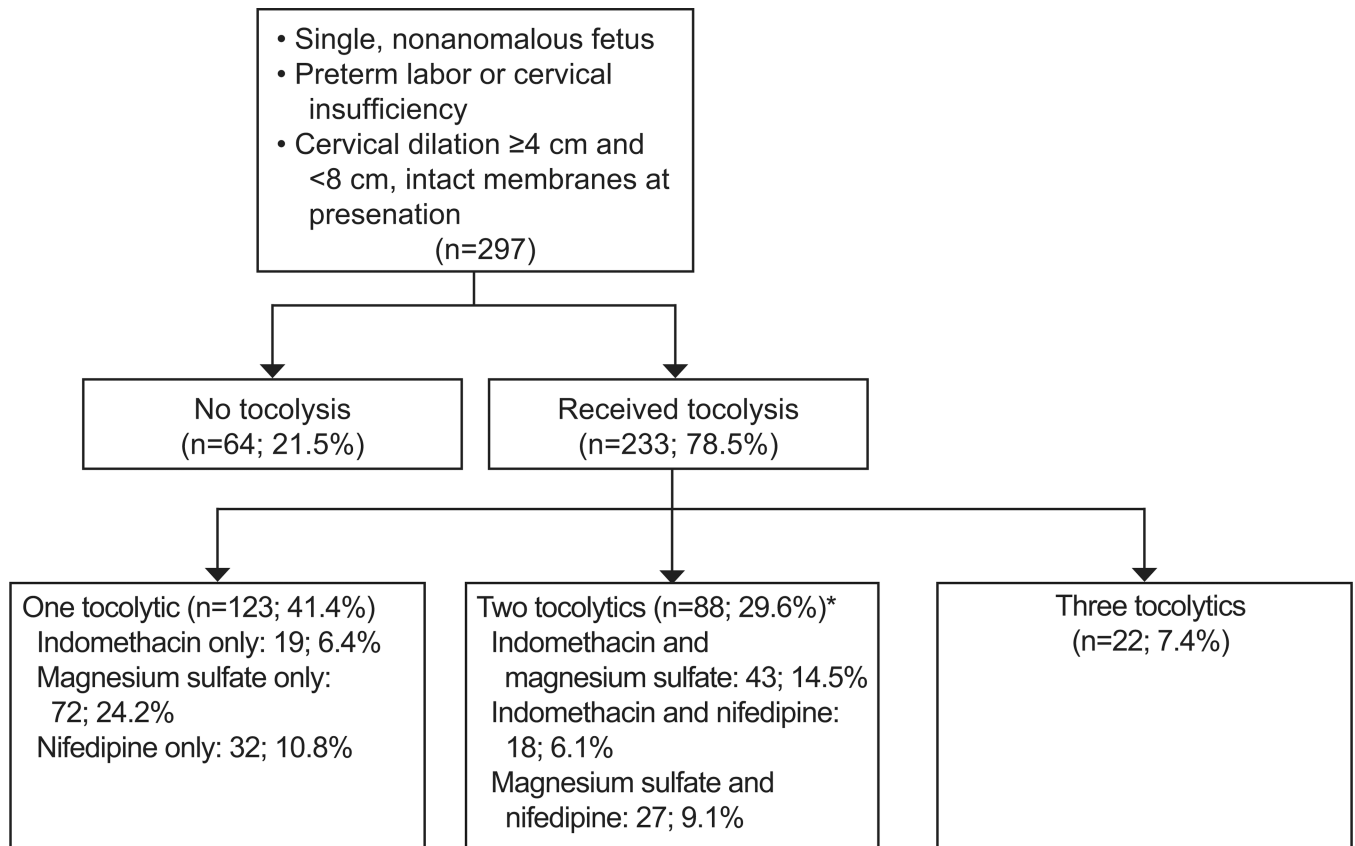 • Single, nonanomalous fetus
• Preterm labor or cervical
insufficiency
• Cervical dilation ≥4 cm and
<8 cm, intact membranes at
presenation
(n=297)
No tocolysis
(n=64; 21.5%)
Received tocolysis
(n=233; 78.5%)
One tocolytic (n=123; 41.4%)
Indomethacin only: 19; 6.4%
Magnesium sulfate only:
72; 24.2%
Nifedipine only: 32; 10.8%
Two tocolytics (n=88; 29.6%)*
Indomethacin and
magnesium sulfate: 43; 14.5%
Indomethacin and nifedipine:
18; 6.1%
Magnesium sulfate and
nifedipine: 27; 9.1%
Three tocolytics
(n=22; 7.4%)